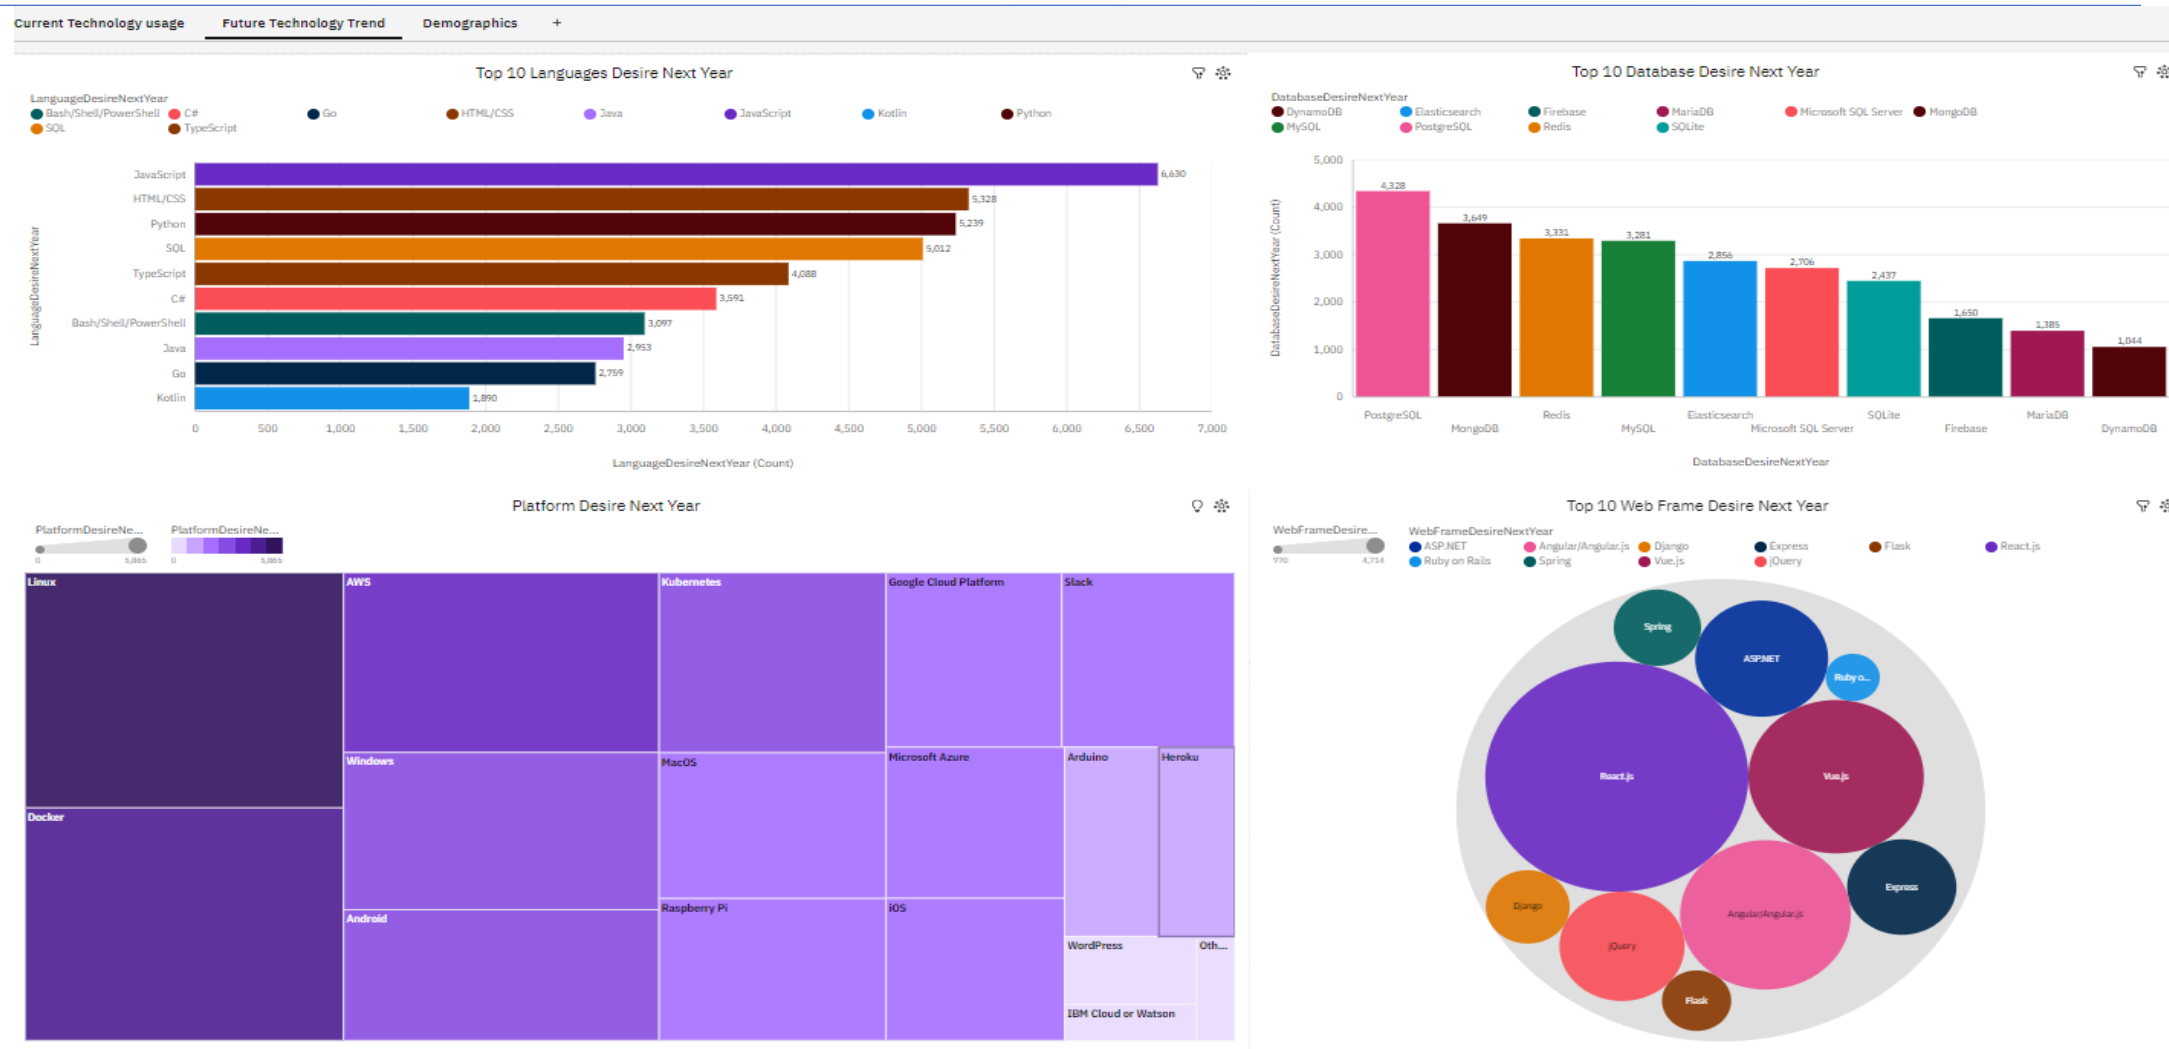 Current Technology usage Future Technology Trend Demographics +
Top 10 Languages Desire Next Year
LanguageDesireNextYear
Bash/Shell/PowerShell C# Go HTML/CSS Java JavaScript Kotlin Python
SQL TypeScript
LanguageDesireNextYear
JavaScript 6,630
HTML/CSS 5,328
Python 5,239
SQL 5,012
TypeScript 4,088
C# 3,591
Bash/Shell/PowerShell 3,097
Java 2,953
Go 2,759
Kotlin 1,890
0 500 1,000 1,500 2,000 2,500 3,000 3,500 4,000 4,500 5,000 5,500 6,000 6,500 7,000
LanguageDesireNextYear (Count)
Top 10 Database Desire Next Year
DatabaseDesireNextYear
DynamoDB Elasticsearch Firebase MariaDB Microsoft SQL Server MongoDB
MySQL PostgreSQL Redis SQLite
DatabaseDesireNextYear (Count)
5,000
4,000
3,000
2,000
1,000
0
4,328 3,649 3,331 3,281 2,856 2,706 2,437 1,650 1,385 1,044
PostgreSQL Redis Elasticsearch SQLite MariaDB
MongoDB MySQL Microsoft SQL Server Firebase DynamoDB
DatabaseDesireNextYear
Platform Desire Next Year
PlatformDesireNe... PlatformDesireNe...
0 5,865 0 5,865
Linux AWS Kubernetes Google Cloud Platform Slack
Windows MacOS Microsoft Azure Arduino Heroku
Docker
Android Raspberry Pi iOS
WordPress Oth...
IBM Cloud or Watson
Top 10 Web Frame Desire Next Year
WebFrameDesire... WebFrameDesireNextYear
970 4,714
ASP.NET Angular/Angular.js Django Express Flask React.js
Ruby on Rails Spring Vue.js jQuery
Spring
ASP.NET
Ruby o...
React.js
Vue.js
Express
Django
Angular/Angular.js
jQuery
Flask